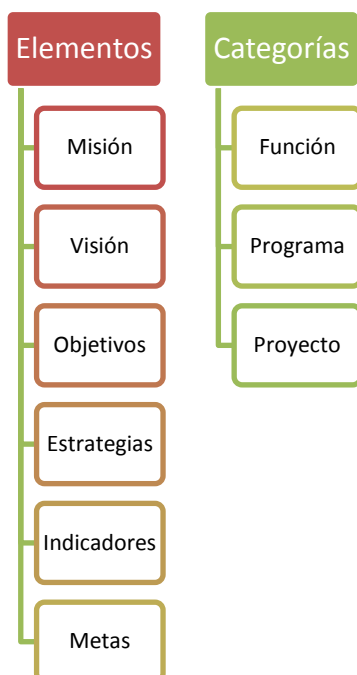 Elementos
Misión
Visión
Objetivos
Estrategias
Indicadores
Metas
Categorías
Función
Programa
Proyecto